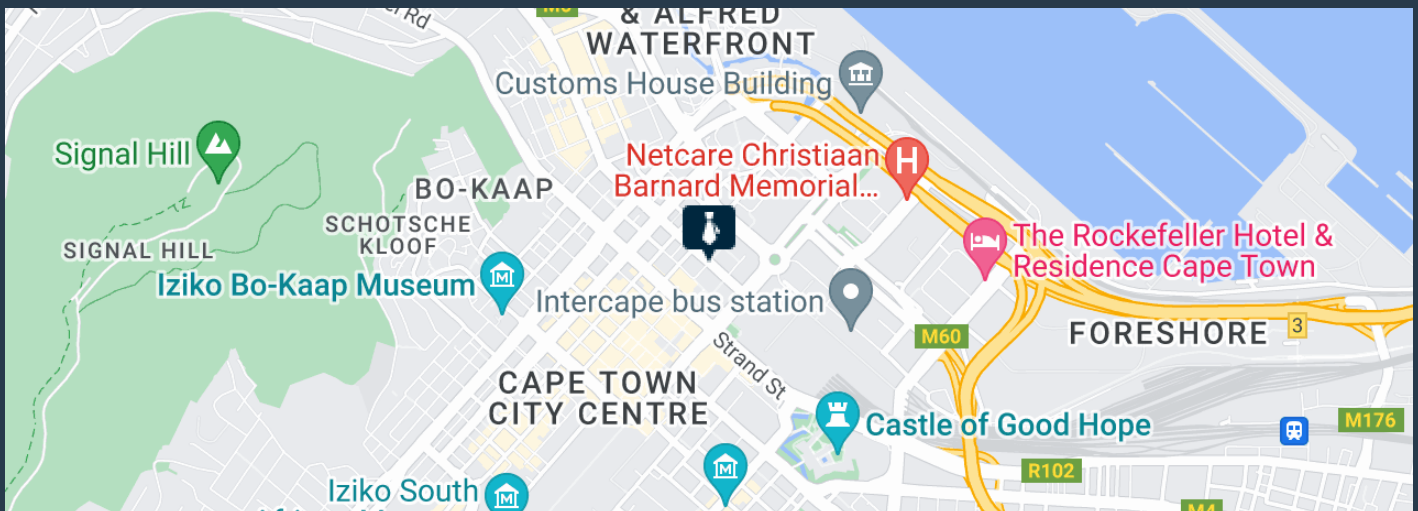 & ALFRED
WATERFRONT
Customs House Building
Signal Hill
Netcare Christiaan
Barnard Memorial...
BO-KAAP
SCHOTSCHE
KLOOF
SIGNAL HILL
The Rockefeller Hotel &
Residence Cape Town
Iziko Bo-Kaap Museum
Intercape bus station
3
FORESHORE
M60
Strand St
CAPE TOWN
CITY CENTRE
M176
Castle of Good Hope
R102
Iziko South
M4